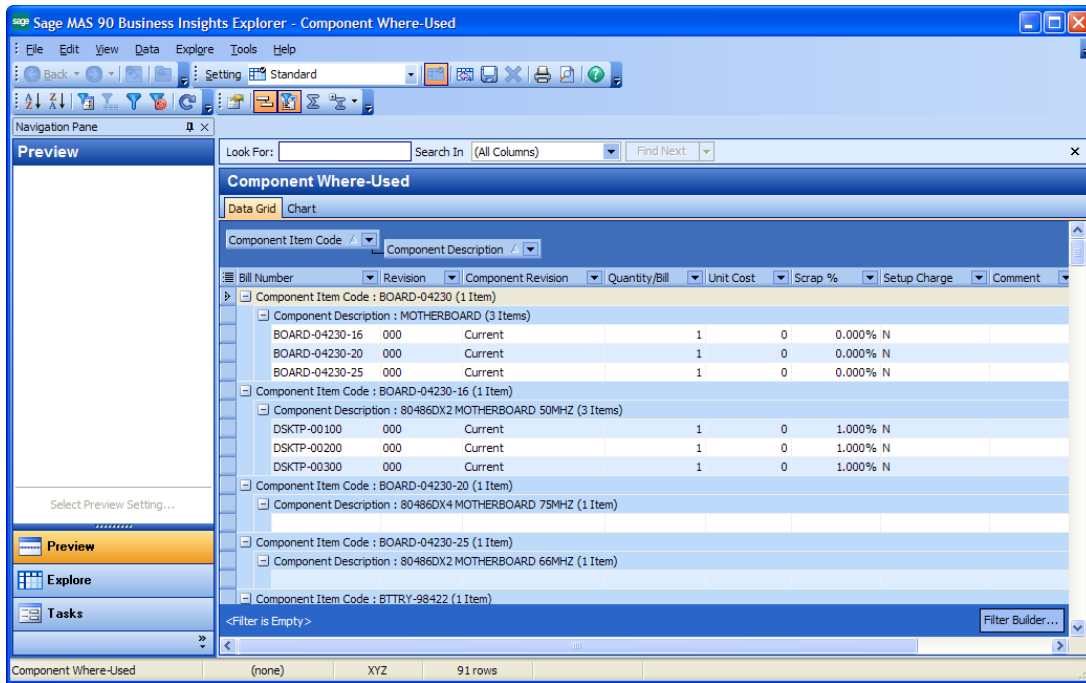 sage Sage MAS 90 Business Insights Explorer - Component Where-Used
File Edit View Data Explore Tools Help
Back Setting Standard
Navigation Pane
Preview
Look For: Search In (All Columns) Find Next
Component Where-Used
Data Grid Chart
Component Item Code
Component Description
Bill Number Revision Component Revision Quantity/Bill Unit Cost Scrap % Setup Charge Comment
Component Item Code : BOARD-04230 (1 Item)
Component Description : MOTHERBOARD (3 Items)
BOARD-04230-16 000 Current 1 0 0.000% N
BOARD-04230-20 000 Current 1 0 0.000% N
BOARD-04230-25 000 Current 1 0 0.000% N
Component Item Code : BOARD-04230-16 (1 Item)
Component Description : 80486DX2 MOTHERBOARD 50MHZ (3 Items)
DSKTP-00100 000 Current 1 0 1.000% N
DSKTP-00200 000 Current 1 0 1.000% N
DSKTP-00300 000 Current 1 0 1.000% N
Component Item Code : BOARD-04230-20 (1 Item)
Component Description : 80486DX4 MOTHERBOARD 75MHZ (1 Item)
Component Item Code : BOARD-04230-25 (1 Item)
Component Description : 80486DX2 MOTHERBOARD 66MHZ (1 Item)
Component Item Code : BTTRY-98422 (1 Item)
<Filter is Empty> Filter Builder...
Select Preview Setting...
Preview
Explore
Tasks
Component Where-Used (none) XYZ 91 rows